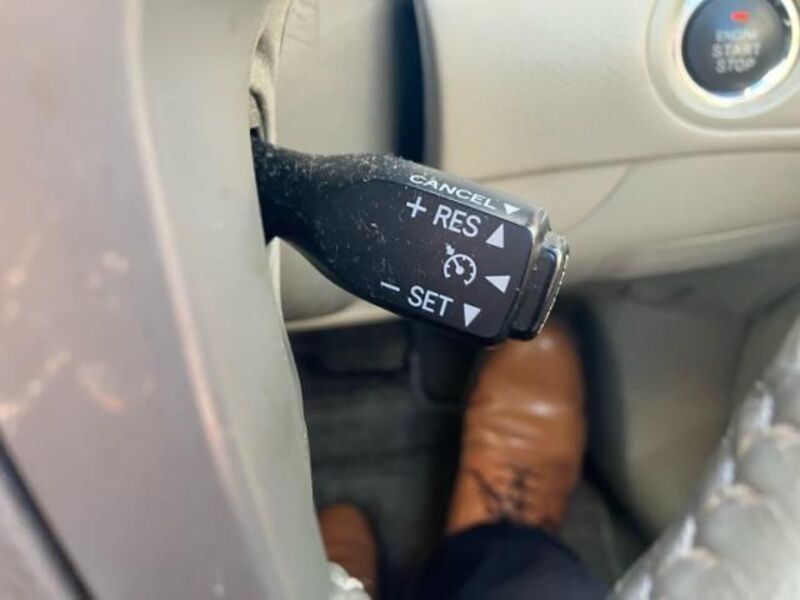 ENGINE
START
STOP
CANCEL ▼
+ RES ▲
− SET ▼